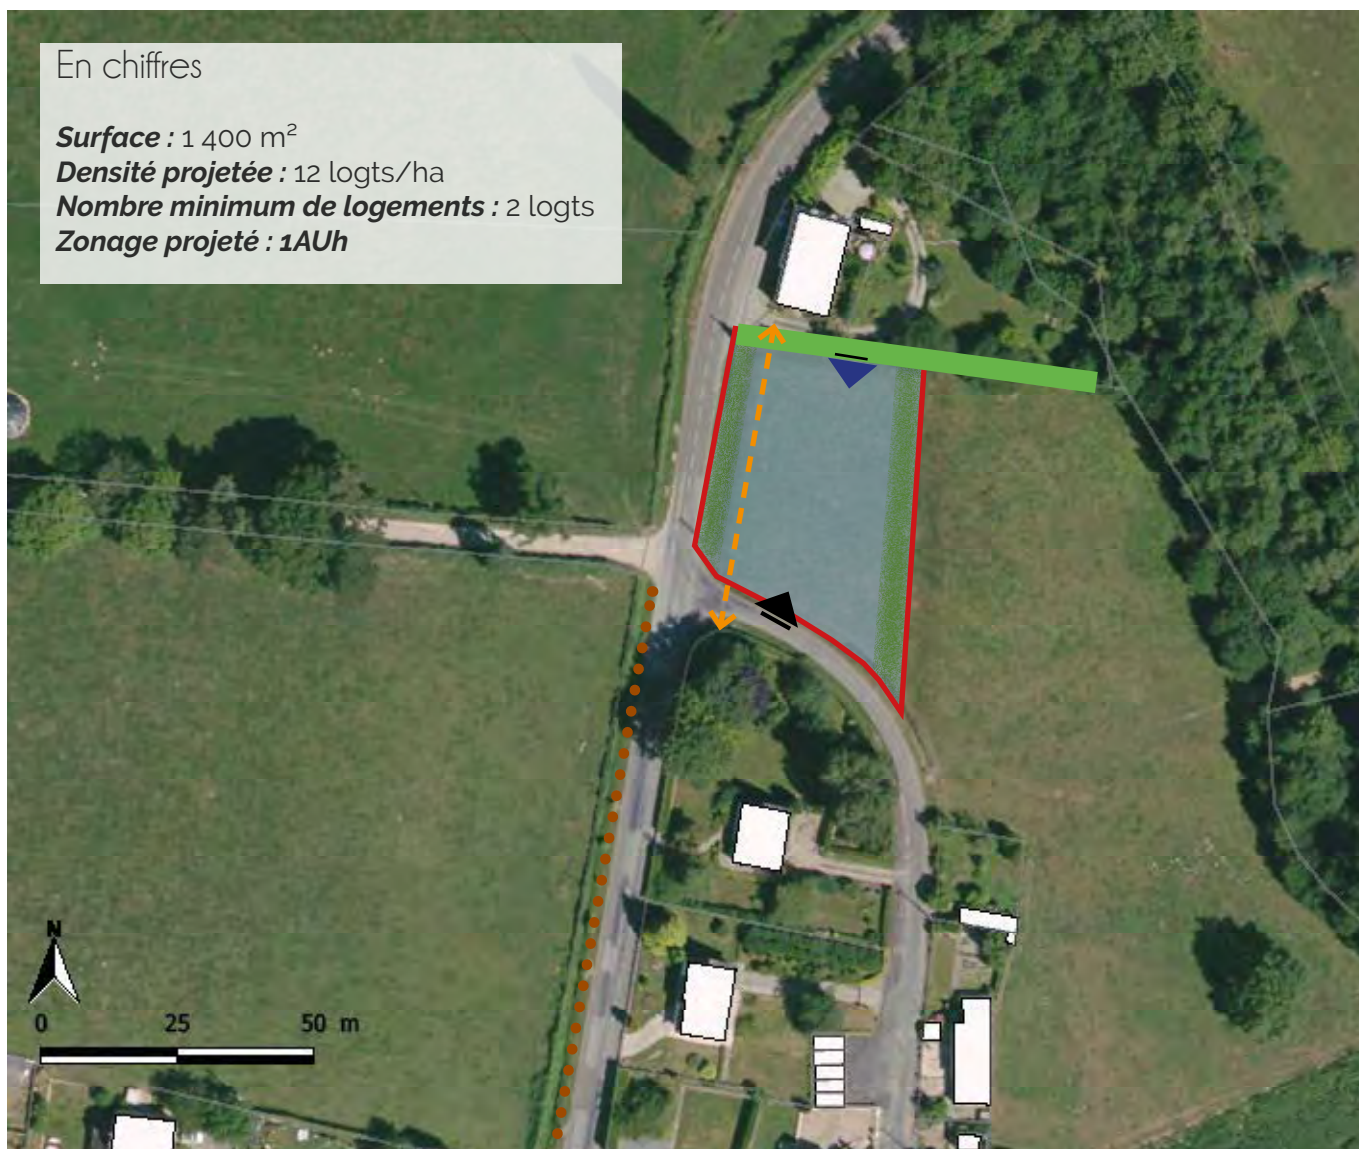 En chiffres
Surface : 1 400 m²
Densité projetée : 12 logts/ha
Nombre minimum de logements : 2 logts
Zonage projeté : 1AUh
N
0 25 50 m